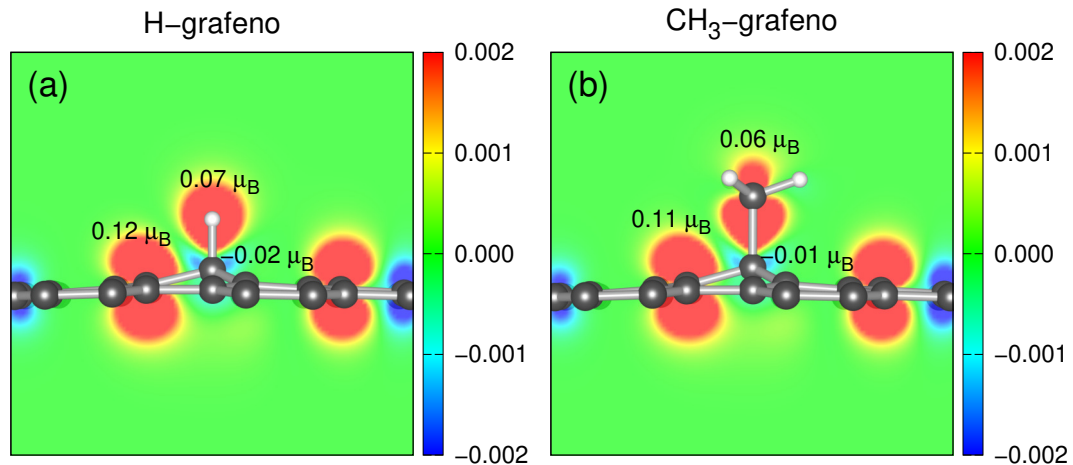 H−grafeno
(a)
0.07 μB
0.12 μB
−0.02 μB
0.002
0.001
0.000
−0.001
−0.002
CH3−grafeno
(b)
0.06 μB
0.11 μB
−0.01 μB
0.002
0.001
0.000
−0.001
−0.002